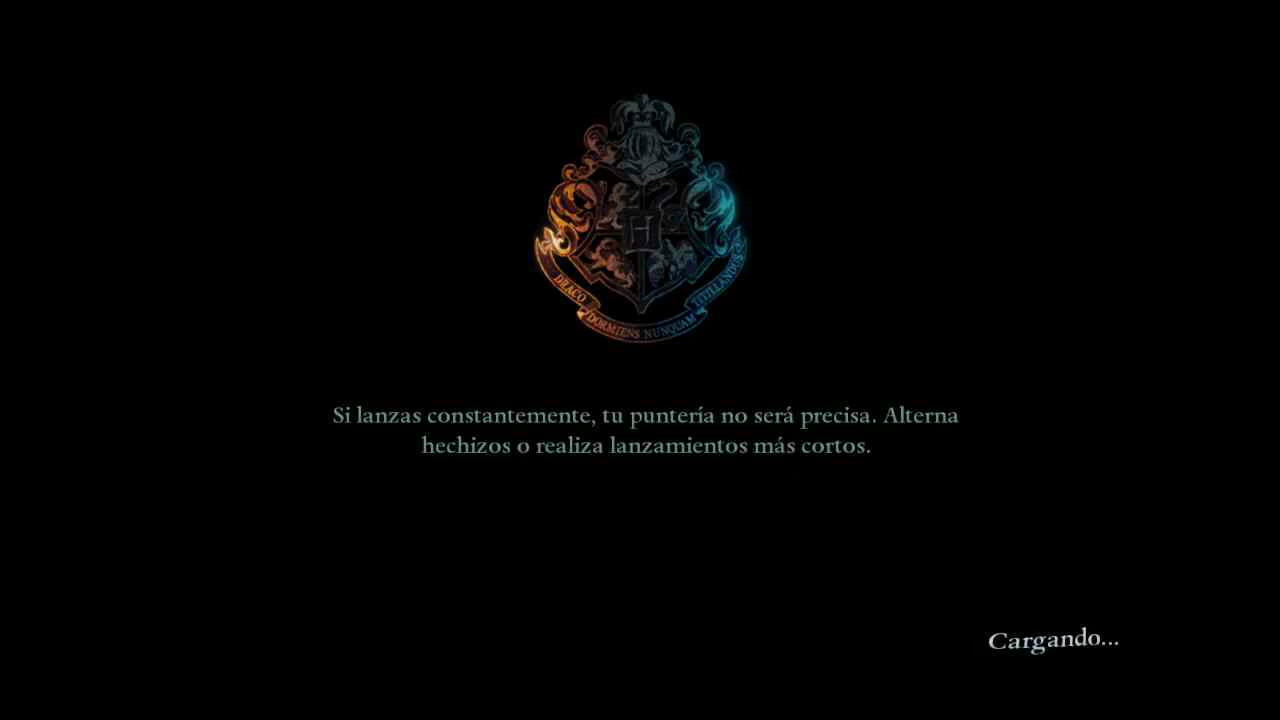 H
DRACO DORMIENS NUNQUAM TITILLANDUS
Si lanzas constantemente, tu puntería no será precisa. Alterna
hechizos o realiza lanzamientos más cortos.
Cargando...